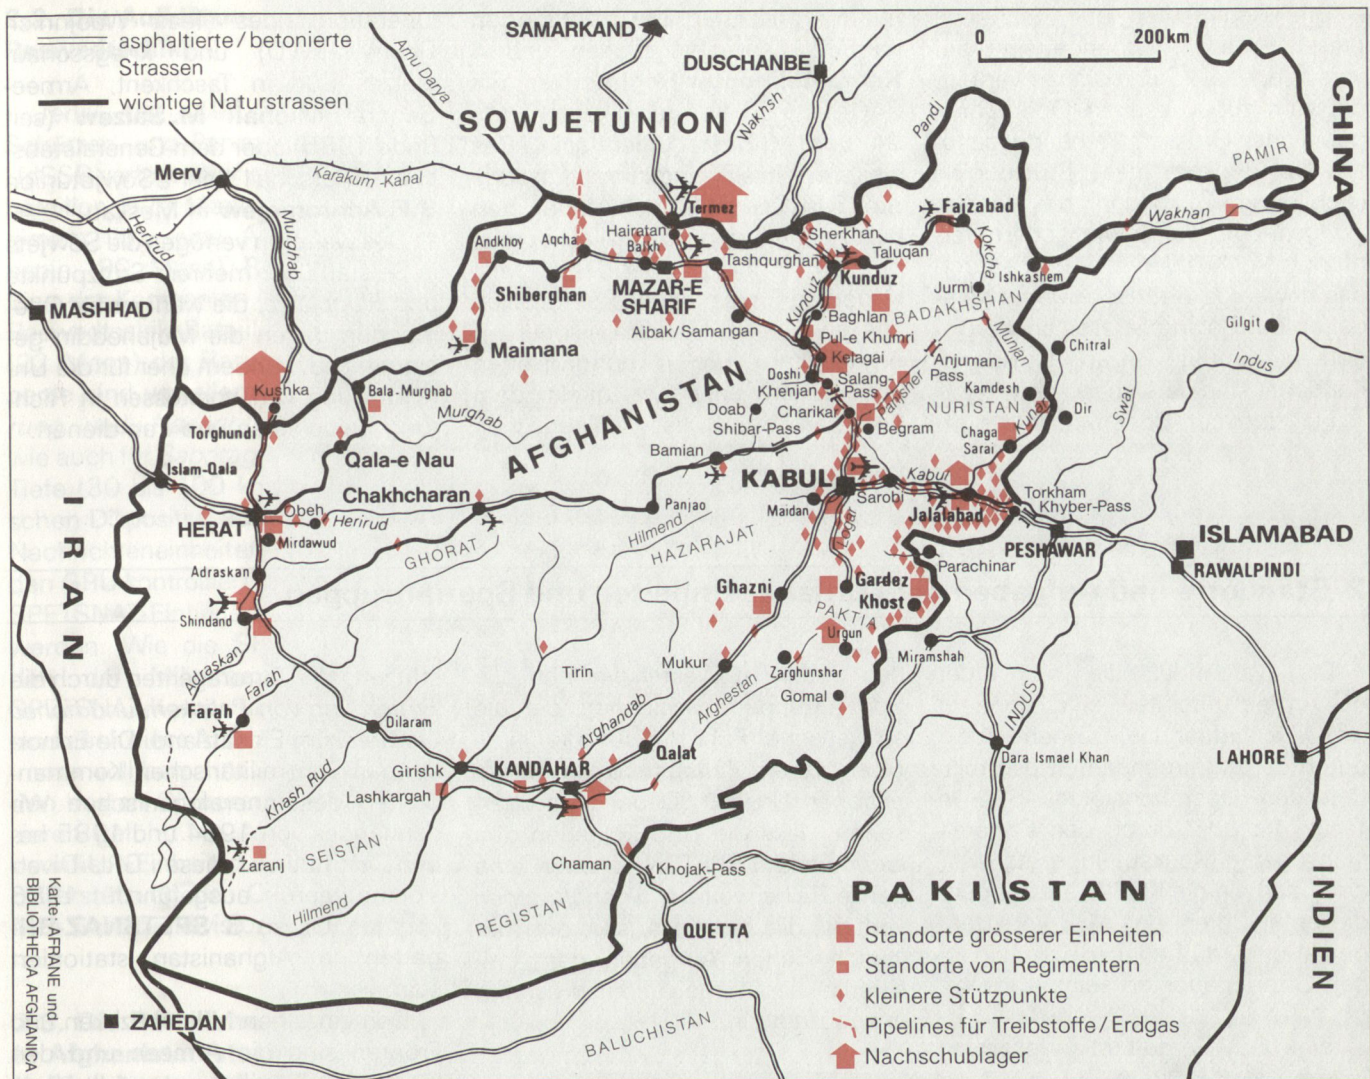 asphaltierte / betonierte
Strassen
wichtige Naturstrassen
SAMARKAND
DUSCHANBE
0 200 km
CHINA
Amu Darya
SOWJETUNION
Wakhsh
Pandj
PAMIR
Merv
Karakum -Kanal
Termez
Faizabad
Wakhan
Herirud
Murghab
Hairatan
Sherkhan
Andkhoy
Aqcha
Balkh
Tashqurghan
Taluqan
Kokcha
Ishkashem
Shiberghan
MAZAR-E
SHARIF
Kunduz
Kunduz
Jurm
BADAKHSHAN
MASHHAD
Aibak / Samangan
Baghlan
Munjan
Gilgit
Maimana
Pul-e Khumri
Kelagai
Anjuman-
Pass
Chitral
Indus
Kushka
Bala Murghab
Doshi
Khenjan
Salang-
Pass
Panjsher
Kamdesh
Swat
AFGHANISTAN
Murghab
Doab
Charikar
NURISTAN
Kunar
Dir
Torghundi
Shibar-Pass
Begram
Chaga
Sarai
Qala-e Nau
Bamian
Islam-Qala
Chakhcharan
KABUL
Kabul
Sarobi
Torkham
Khyber-Pass
Panjao
Maidan
Jalalabad
HERAT
Obeh
Herirud
Hilmend
Logar
Mirdawud
GHORAT
HAZARAJAT
PESHAWAR
ISLAMABAD
RAWALPINDI
IRAN
Adraskan
Parachinar
Ghazni
Gardez
Shindand
PAKTIA
Khost
Urgun
Miramshah
Adraskan
Farah
Tirin
Mukur
Zarghunshar
Farah
Dilaram
Arghandab
Arghestan
Gomal
INDUS
Qalat
Girishk
KANDAHAR
Dara Ismael Khan
LAHORE
Lashkargah
Khash Rud
SEISTAN
Zaranj
Chaman
Khojak-Pass
Hilmend
REGISTAN
PAKISTAN
QUETTA
INDIEN
Standorte grösserer Einheiten
Standorte von Regimentern
kleinere Stützpunkte
Pipelines für Treibstoffe / Erdgas
Nachschublager
ZAHEDAN
BALUCHISTAN
Karte: AFRANE und
BIBLIOTHECA AFGHANICA